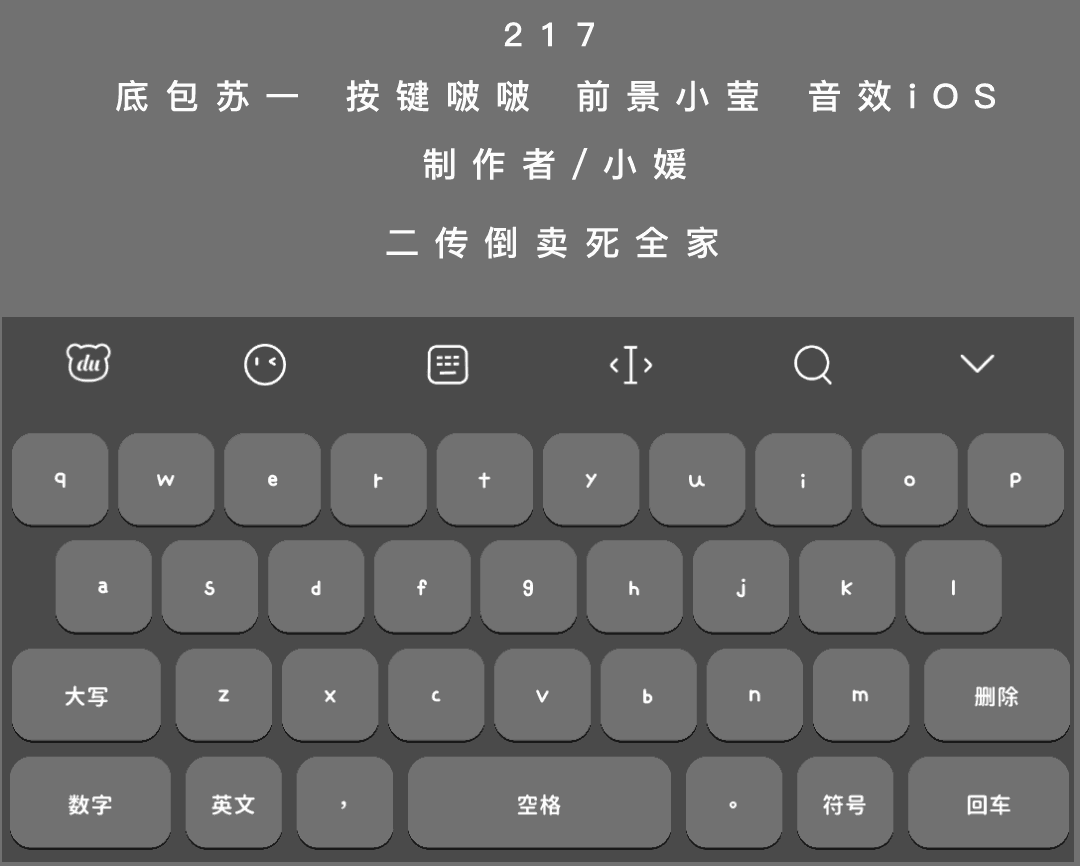 217
底包苏一 按键啵啵 前景小莹 音效iOS
制作者/小媛
二传倒卖死全家
du
q w e r t y u i o p
a s d f g h j k l
大写 z x c v b n m 删除
数字 英文 ， 空格 。 符号 回车